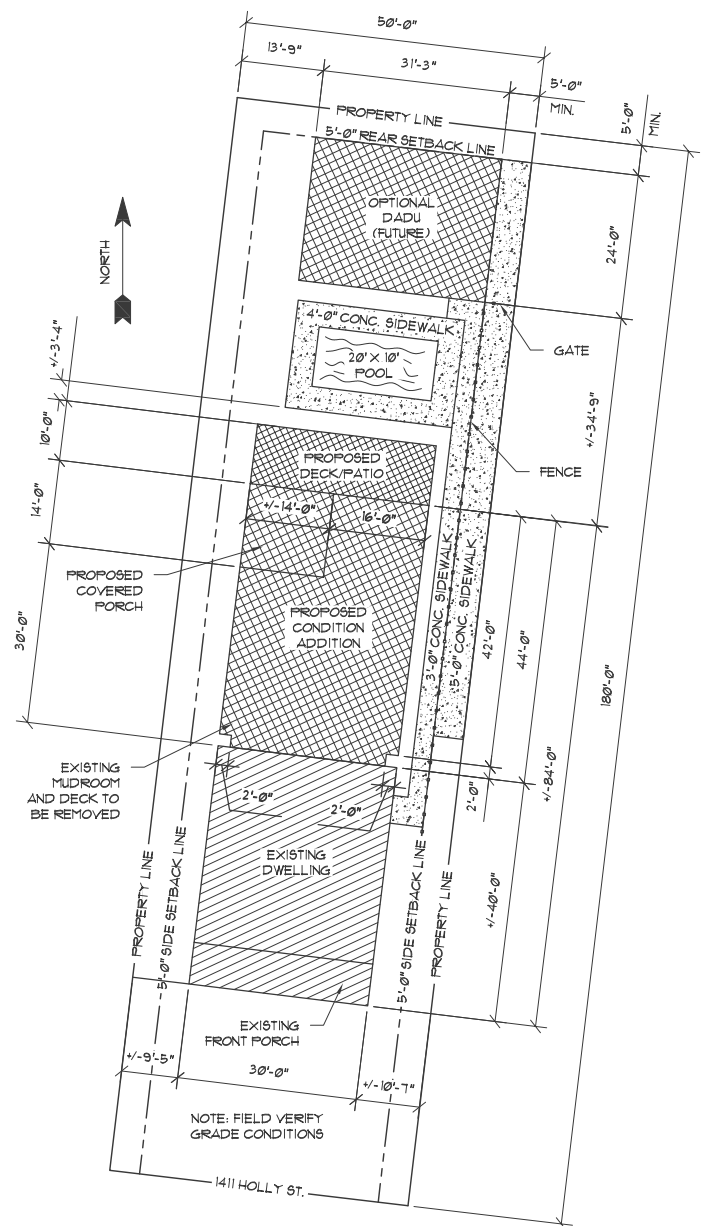 50'-0"
13'-9"
31'-3"
5'-0"
MIN.
5'-0"
MIN.
PROPERTY LINE
5'-0" REAR SETBACK LINE
OPTIONAL
DADU
(FUTURE)
24'-0"
NORTH
4'-0" CONC. SIDEWALK
20' X 10'
POOL
GATE
+/-3'-4"
10'-0"
+/-34'-9"
PROPOSED
DECK/PATIO
FENCE
14'-0"
+/-14'-0"
16'-0"
PROPOSED
COVERED
PORCH
PROPOSED
CONDITION
ADDITION
3'-0" CONC. SIDEWALK
5'-0" CONC. SIDEWALK
30'-0"
42'-0"
44'-0"
180'-0"
EXISTING
MUDROOM
AND DECK TO
BE REMOVED
2'-0"
2'-0"
2'-0"
+/-84'-0"
EXISTING
DWELLING
PROPERTY LINE
5'-0" SIDE SETBACK LINE
5'-0" SIDE SETBACK LINE
PROPERTY LINE
+/-40'-0"
EXISTING
FRONT PORCH
+/-9'-5"
30'-0"
+/-10'-7"
NOTE: FIELD VERIFY
GRADE CONDITIONS
1411 HOLLY ST.